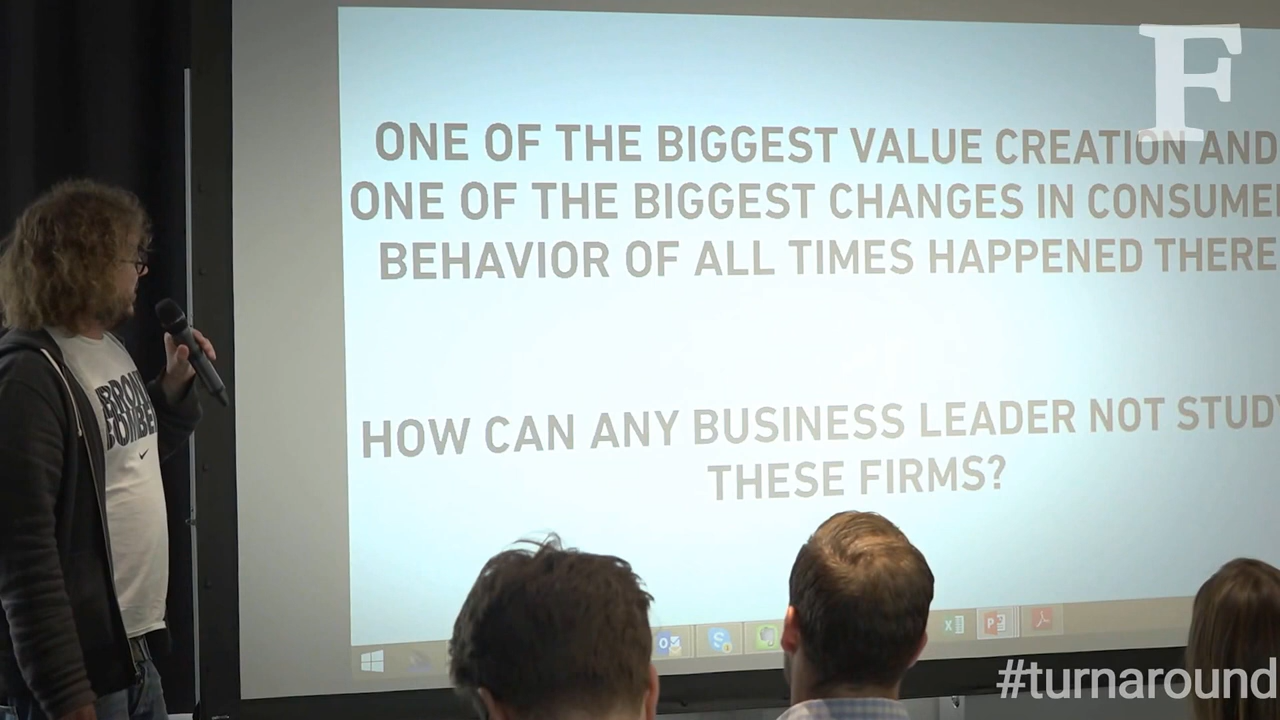 F
ONE OF THE BIGGEST VALUE CREATION AND
ONE OF THE BIGGEST CHANGES IN CONSUME
BEHAVIOR OF ALL TIMES HAPPENED THERE
HOW CAN ANY BUSINESS LEADER NOT STUDY
THESE FIRMS?
#turnaround